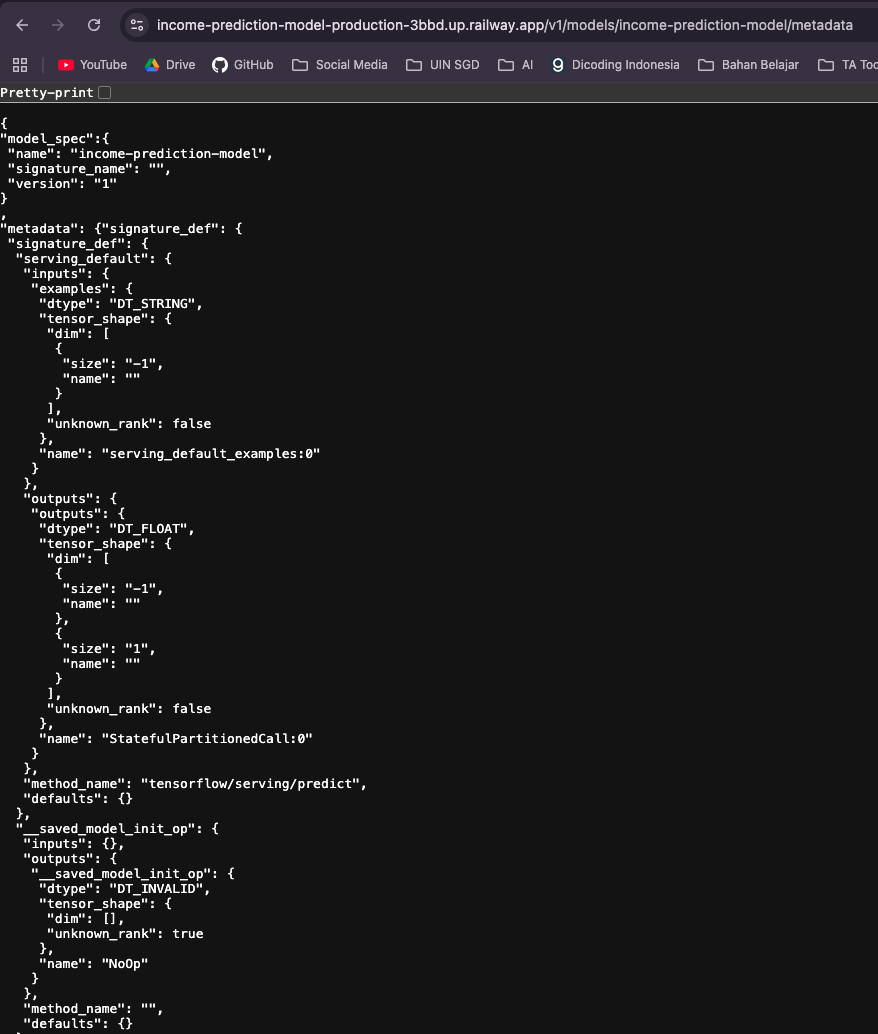 income-prediction-model-production-3bbd.up.railway.app/v1/models/income-prediction-model/metadata
YouTube Drive GitHub Social Media UIN SGD AI Dicoding Indonesia Bahan Belajar TA Too
Pretty-print
{
"model_spec":{
 "name": "income-prediction-model",
 "signature_name": "",
 "version": "1"
}
,
"metadata": {"signature_def": {
 "signature_def": {
  "serving_default": {
   "inputs": {
    "examples": {
     "dtype": "DT_STRING",
     "tensor_shape": {
      "dim": [
       {
        "size": "-1",
        "name": ""
       }
      ],
      "unknown_rank": false
     },
     "name": "serving_default_examples:0"
    }
   },
   "outputs": {
    "outputs": {
     "dtype": "DT_FLOAT",
     "tensor_shape": {
      "dim": [
       {
        "size": "-1",
        "name": ""
       },
       {
        "size": "1",
        "name": ""
       }
      ],
      "unknown_rank": false
     },
     "name": "StatefulPartitionedCall:0"
    }
   },
   "method_name": "tensorflow/serving/predict",
   "defaults": {}
  },
  "__saved_model_init_op": {
   "inputs": {},
   "outputs": {
    "__saved_model_init_op": {
     "dtype": "DT_INVALID",
     "tensor_shape": {
      "dim": [],
      "unknown_rank": true
     },
     "name": "NoOp"
    }
   },
   "method_name": "",
   "defaults": {}